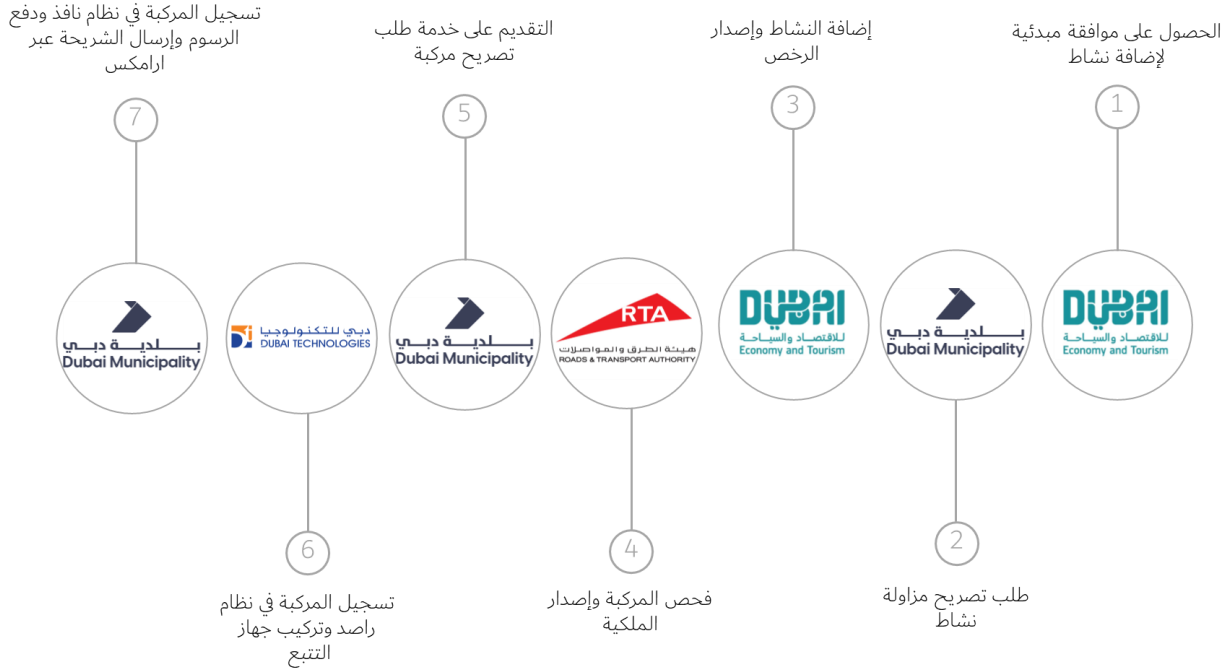 الحصول على موافقة مبدئية
لإضافة نشاط
1
DUBAI
للاقتصاد والسياحة
Economy and Tourism
بلدية دبي
Dubai Municipality
2
طلب تصريح مزاولة
نشاط
إضافة النشاط وإصدار
الرخص
3
DUBAI
للاقتصاد والسياحة
Economy and Tourism
RTA
هيئة الطرق والمواصلات
ROADS & TRANSPORT AUTHORITY
4
فحص المركبة وإصدار
الملكية
التقديم على خدمة طلب
تصريح مركبة
5
بلدية دبي
Dubai Municipality
دبي للتكنولوجيا
DUBAI TECHNOLOGIES
6
تسجيل المركبة في نظام
راصد وتركيب جهاز
التتبع
تسجيل المركبة في نظام نافذ ودفع
الرسوم وإرسال الشريحة عبر
ارامكس
7
بلدية دبي
Dubai Municipality